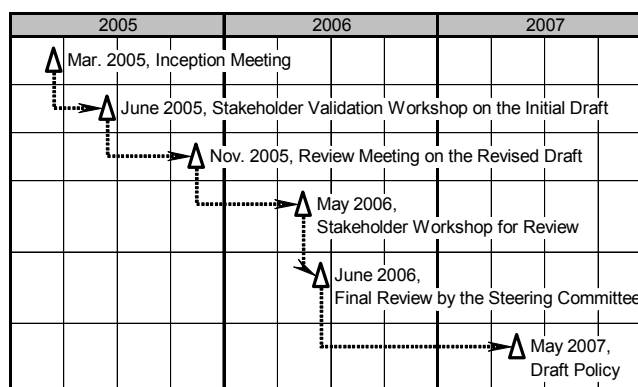 2005 2006 2007
Mar. 2005, Inception Meeting
June 2005, Stakeholder Validation Workshop on the Initial Draft
Nov. 2005, Review Meeting on the Revised Draft
May 2006,
Stakeholder Workshop for Review
June 2006,
Final Review by the Steering Committee
May 2007,
Draft Policy